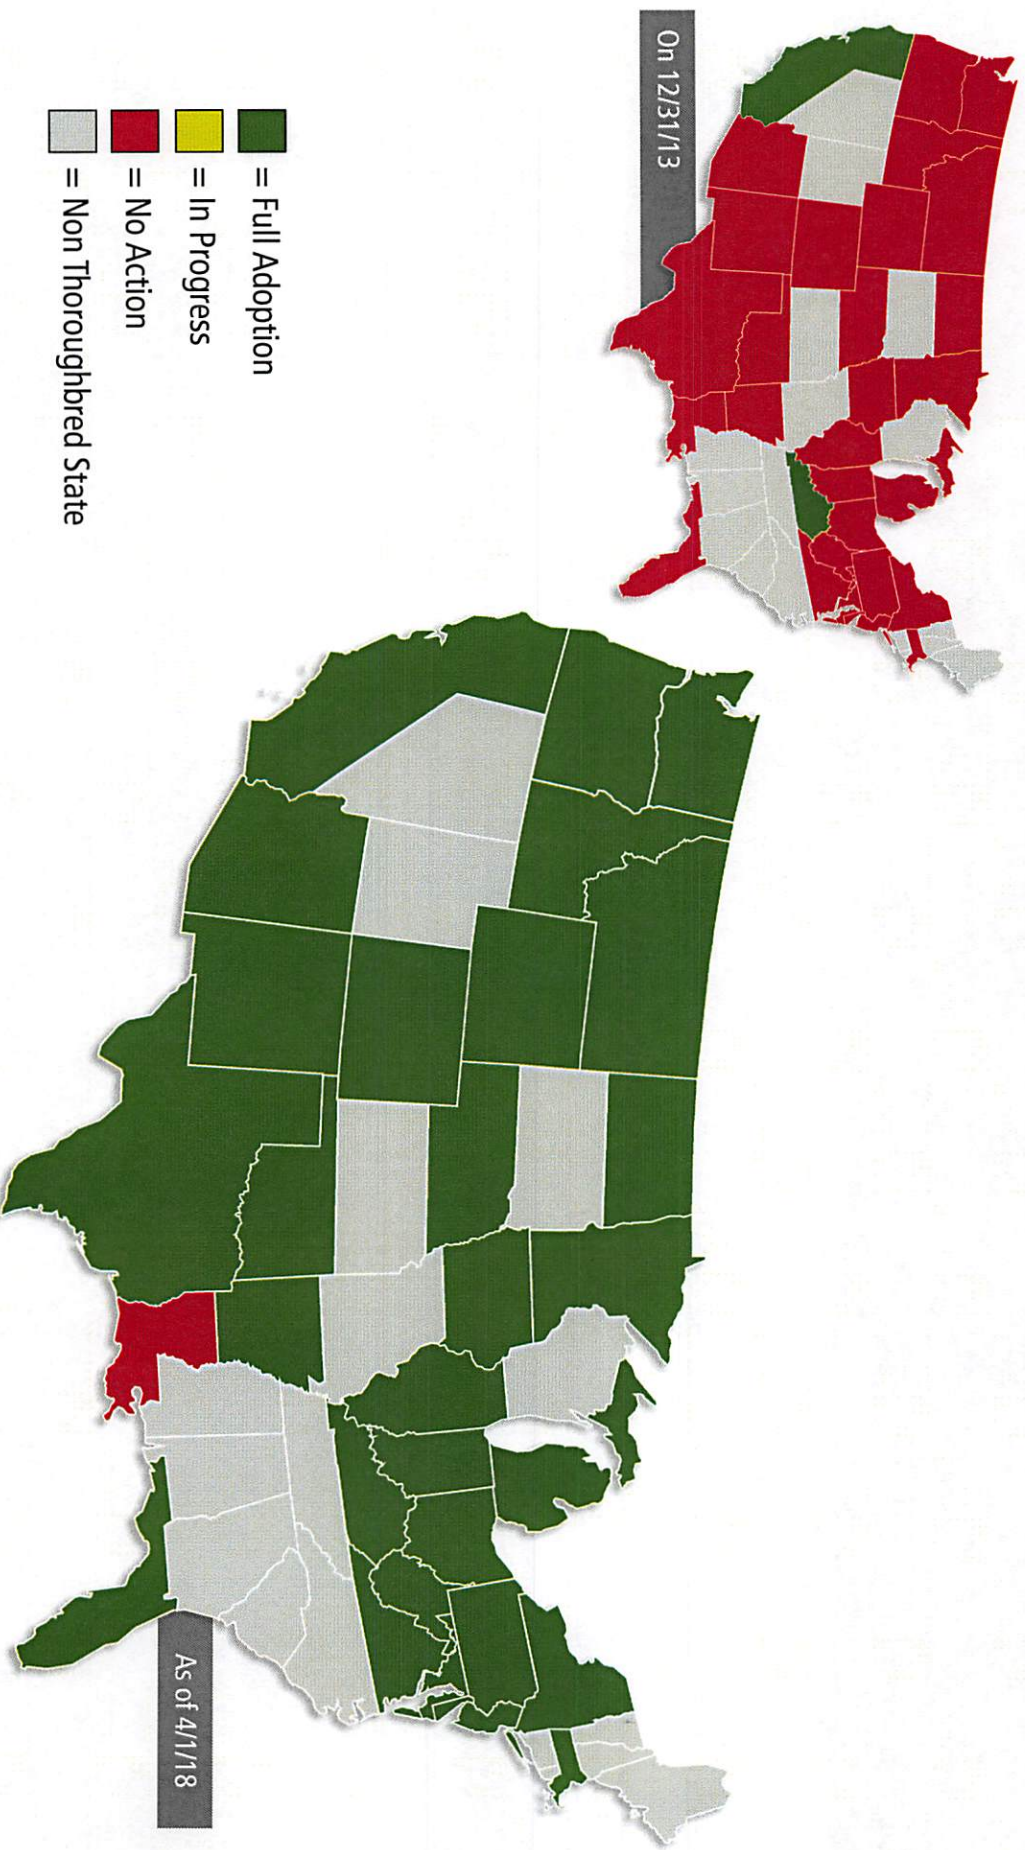 On 12/31/13
= Full Adoption
= In Progress
= No Action
= Non Thoroughbred State
As of 4/1/18